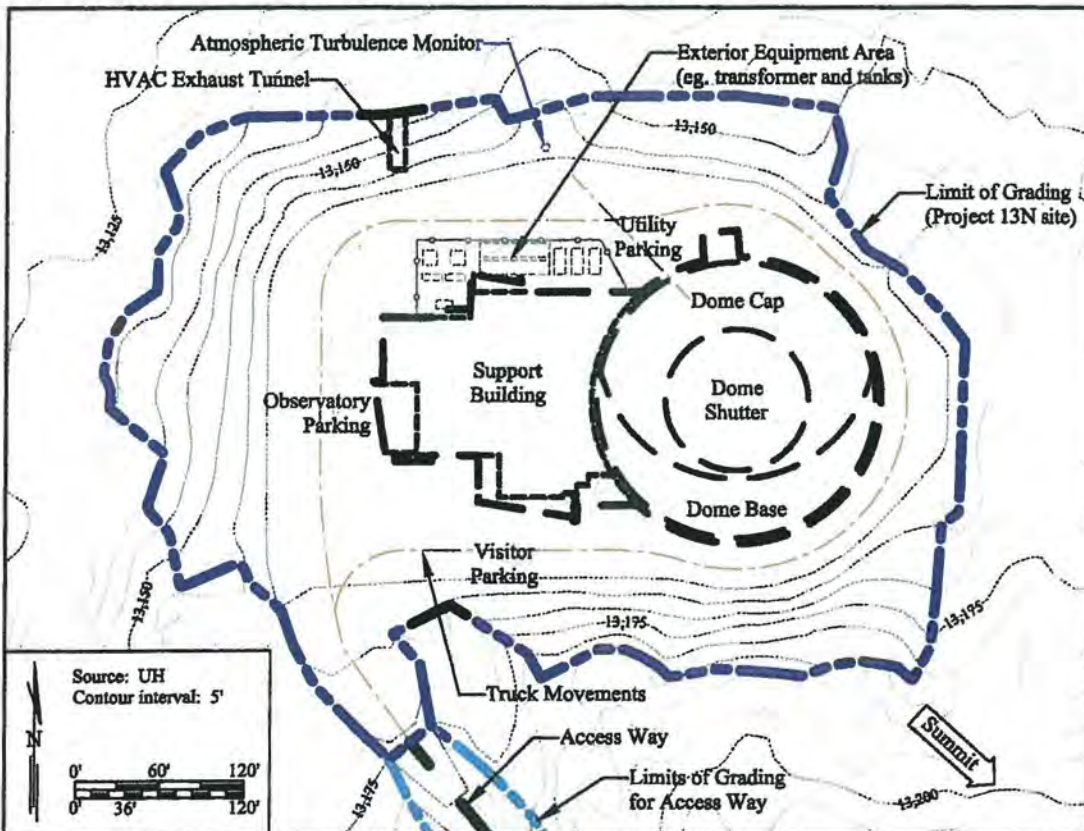 Atmospheric Turbulence Monitor
HVAC Exhaust Tunnel
Exterior Equipment Area
(eg. transformer and tanks)
13,150
13,150
13,125
Limit of Grading
(Project 13N site)
Utility
Parking
Dome Cap
Support
Building
Dome
Shutter
Observatory
Parking
Dome Base
Visitor
Parking
13,150
13,175
13,175
Truck Movements
Source: UH
Contour interval: 5'
N
0' 60' 120'
0' 36' 120'
Summit
Access Way
Limits of Grading
for Access Way
13,175
13,200